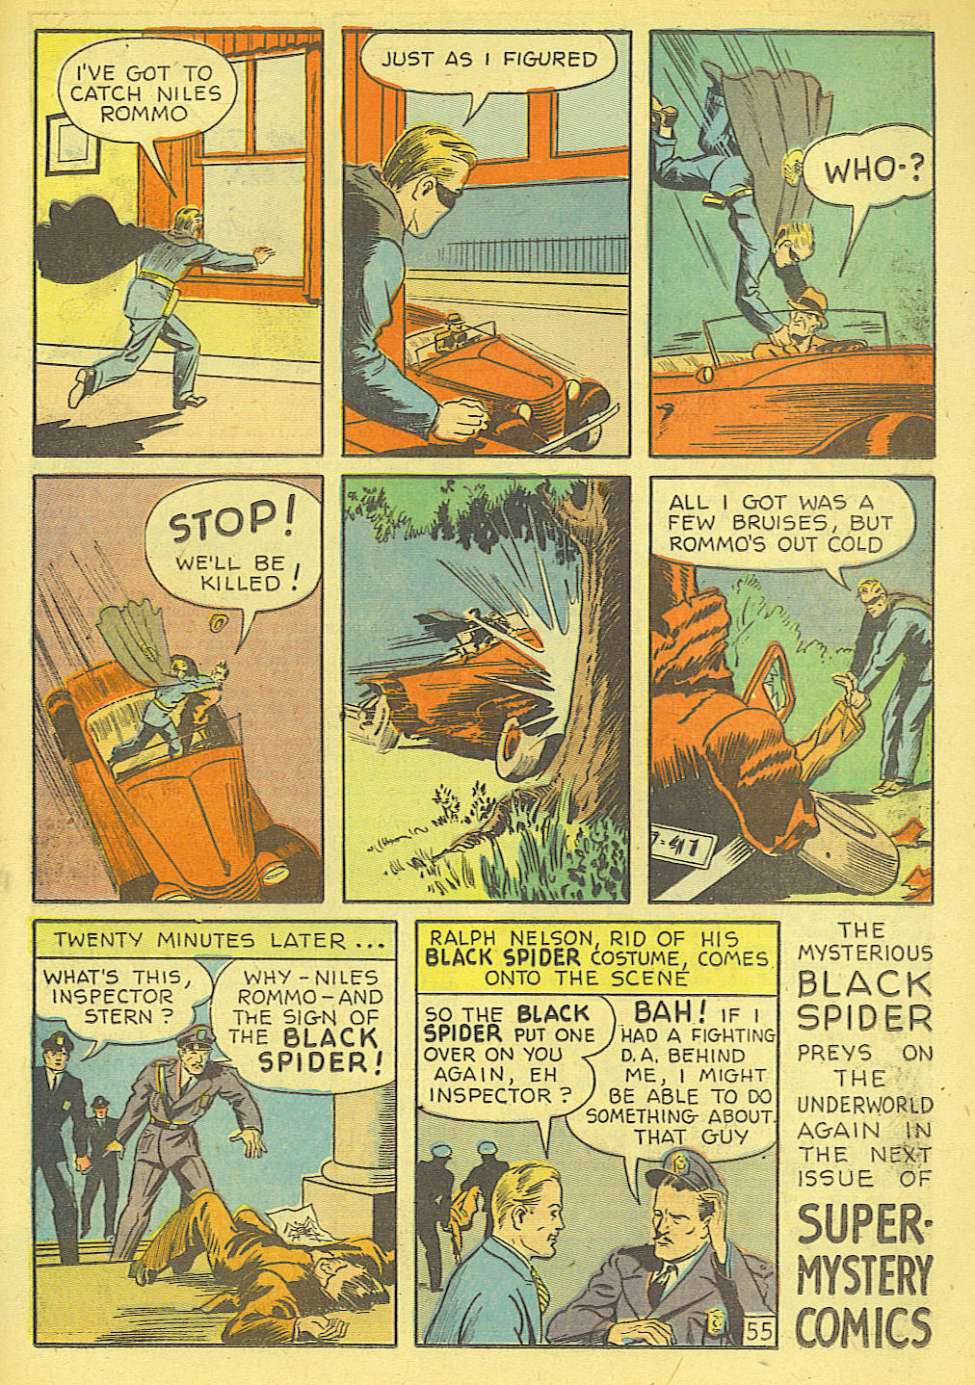 I'VE GOT TO
CATCH NILES
ROMMO
JUST AS I FIGURED
WHO-?
STOP!
WE'LL BE
KILLED!
ALL I GOT WAS A
FEW BRUISES, BUT
ROMMO'S OUT COLD
9-41
TWENTY MINUTES LATER...
WHAT'S THIS,
INSPECTOR
STERN?
WHY-NILES
ROMMO-AND
THE SIGN OF
THE BLACK
SPIDER!
RALPH NELSON, RID OF HIS
BLACK SPIDER COSTUME, COMES
ONTO THE SCENE
SO THE BLACK
SPIDER PUT ONE
OVER ON YOU
AGAIN, EH
INSPECTOR?
BAH! IF I
HAD A FIGHTING
D.A. BEHIND
ME, I MIGHT
BE ABLE TO DO
SOMETHING ABOUT
THAT GUY
55
THE
MYSTERIOUS
BLACK
SPIDER
PREYS ON
THE
UNDERWORLD
AGAIN IN
THE NEXT
ISSUE OF
SUPER-
MYSTERY
COMICS